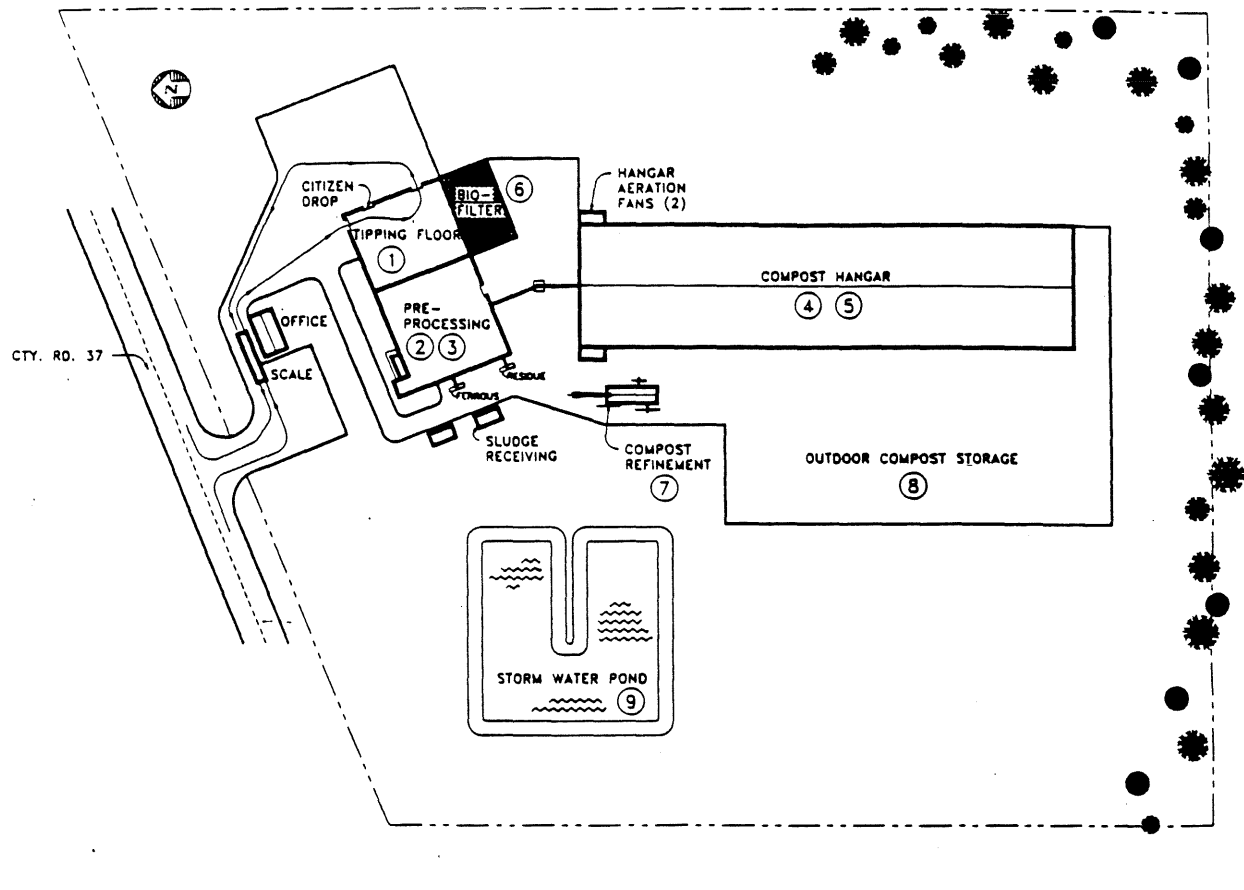 N
CITIZEN
DROP
BIO-
FILTER
6
HANGAR
AERATION
FANS (2)
TIPPING FLOOR
1
COMPOST HANGAR
4 5
PRE-
PROCESSING
2 3
OFFICE
CTY. RD. 37
SCALE
RESIDUE
FERROUS
SLUDGE
RECEIVING
COMPOST
REFINEMENT
7
OUTDOOR COMPOST STORAGE
8
STORM WATER POND
9